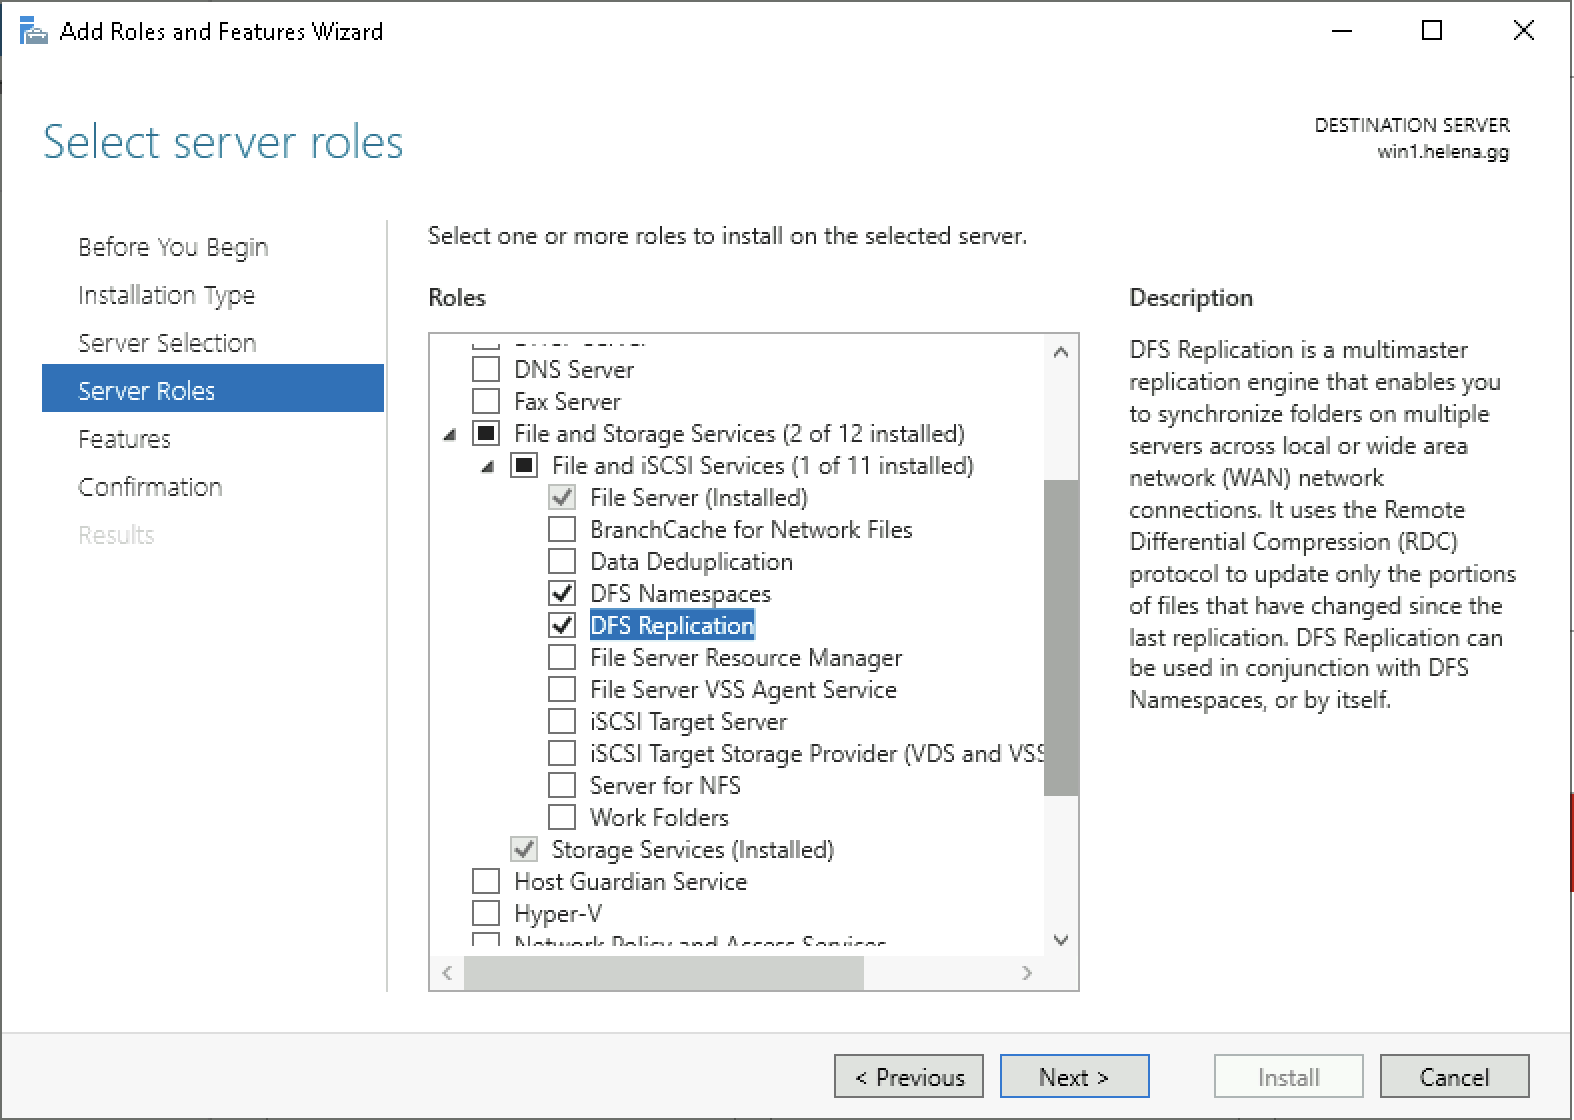 Add Roles and Features Wizard
Select server roles
DESTINATION SERVER
win1.helena.gg
Before You Begin
Installation Type
Server Selection
Server Roles
Features
Confirmation
Results
Select one or more roles to install on the selected server.
Roles
DNS Server
Fax Server
File and Storage Services (2 of 12 installed)
File and iSCSI Services (1 of 11 installed)
File Server (Installed)
BranchCache for Network Files
Data Deduplication
DFS Namespaces
DFS Replication
File Server Resource Manager
File Server VSS Agent Service
iSCSI Target Server
iSCSI Target Storage Provider (VDS and VSS
Server for NFS
Work Folders
Storage Services (Installed)
Host Guardian Service
Hyper-V
Network Policy and Access Services
Description
DFS Replication is a multimaster
replication engine that enables you
to synchronize folders on multiple
servers across local or wide area
network (WAN) network
connections. It uses the Remote
Differential Compression (RDC)
protocol to update only the portions
of files that have changed since the
last replication. DFS Replication can
be used in conjunction with DFS
Namespaces, or by itself.
< Previous
Next >
Install
Cancel